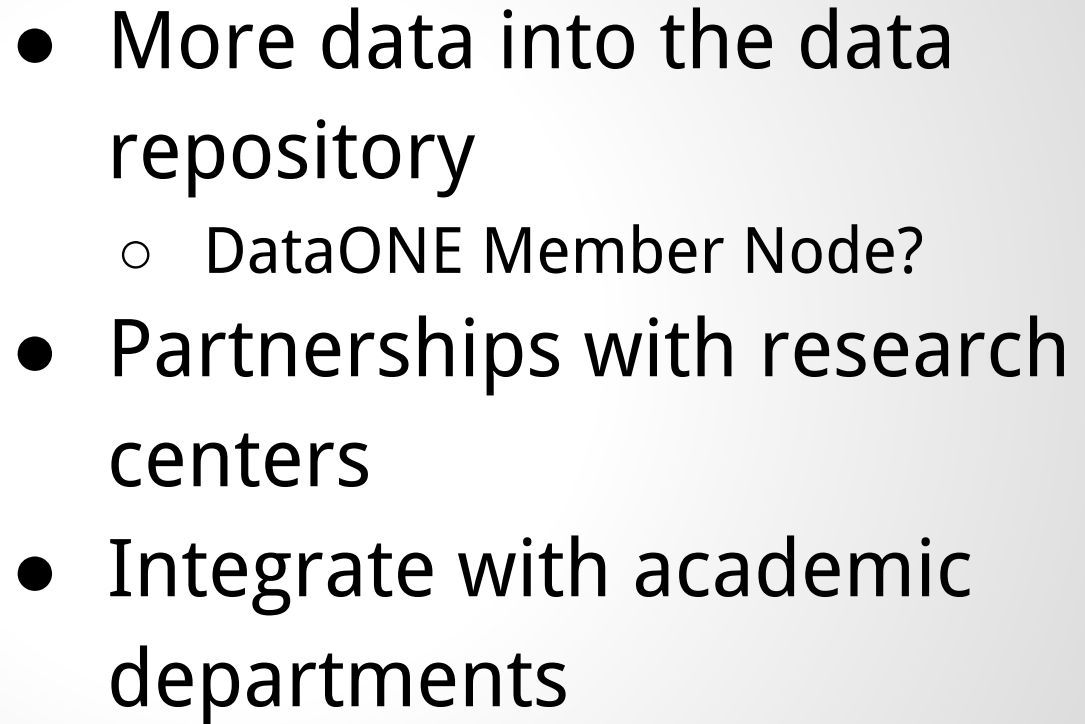 ● More data into the data
repository
○ DataONE Member Node?
● Partnerships with research
centers
● Integrate with academic
departments